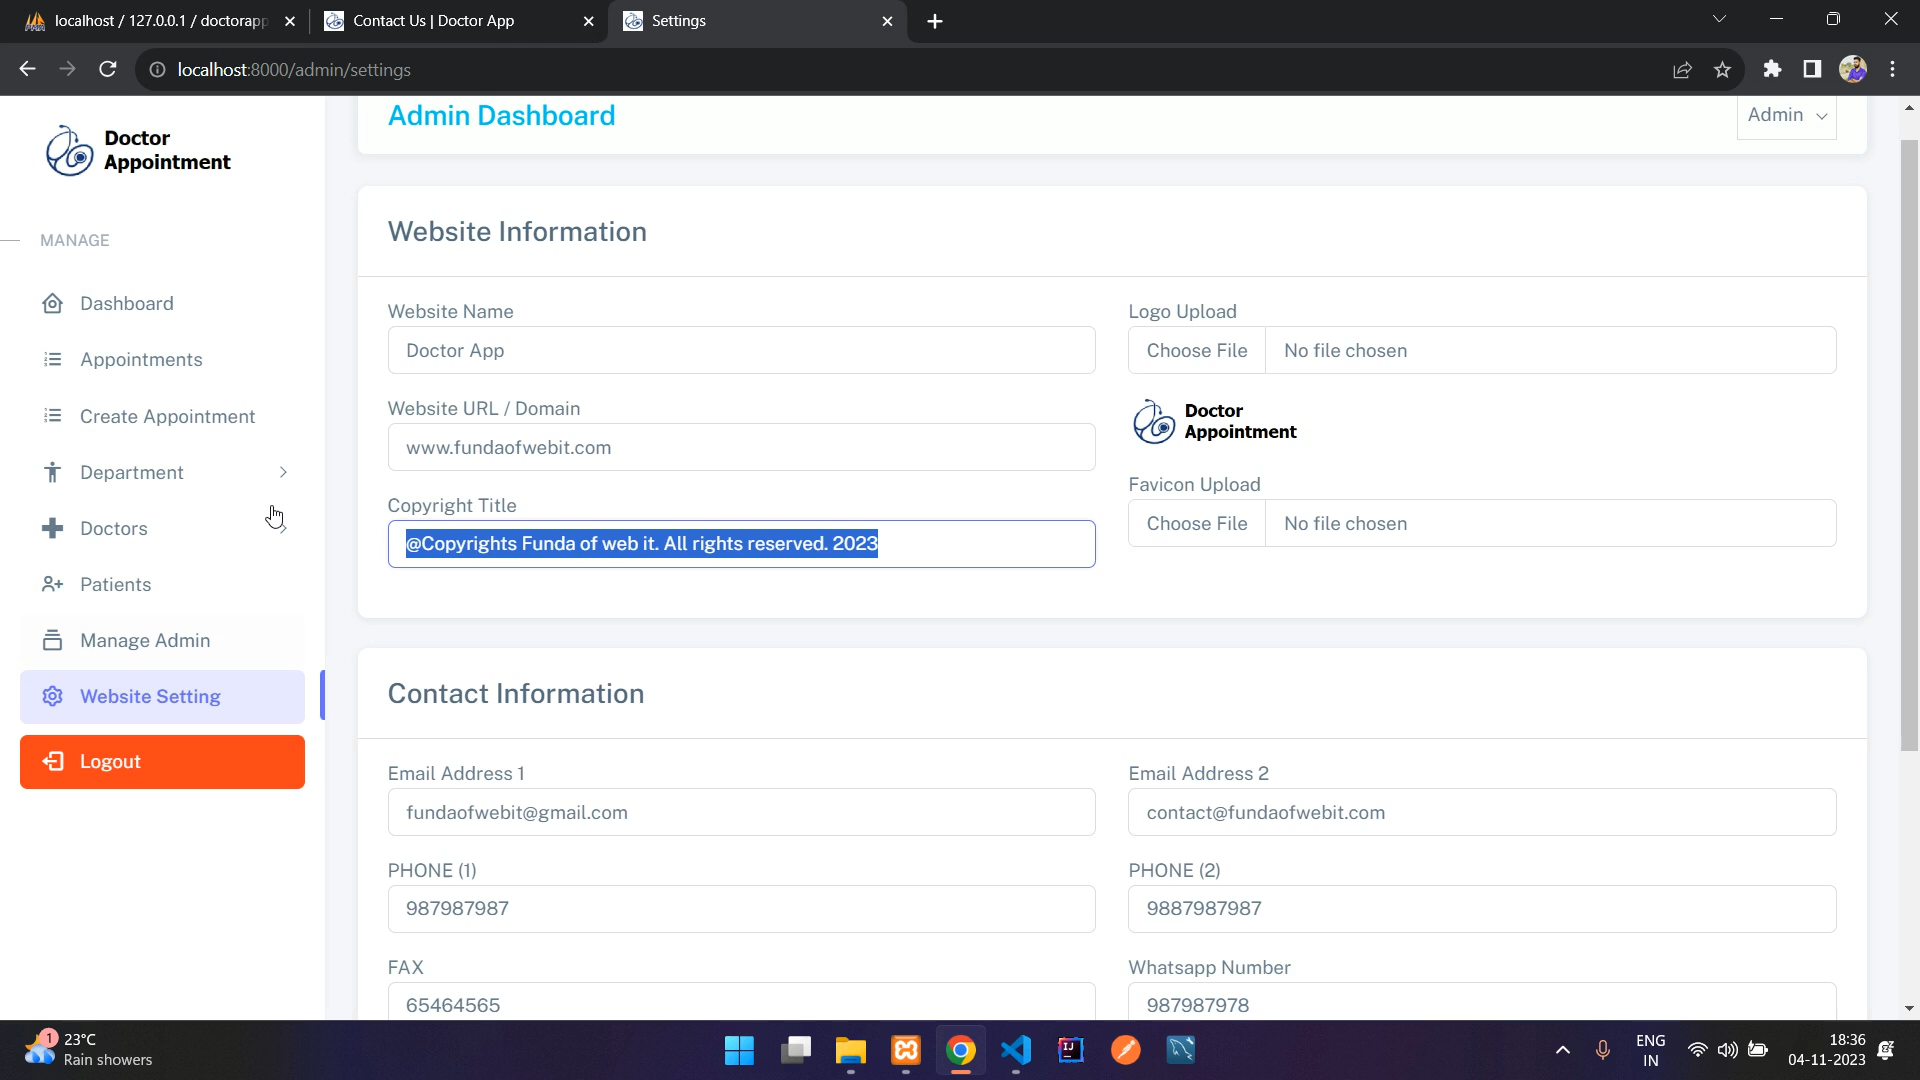 localhost / 127.0.0.1 / doctorapp
Contact Us | Doctor App
Settings
localhost:8000/admin/settings
Doctor
Appointment
Admin Dashboard
Admin
MANAGE
Dashboard
Appointments
Create Appointment
Department
Doctors
Patients
Manage Admin
Website Setting
Logout
Website Information
Website Name
Doctor App
Website URL / Domain
www.fundaofwebit.com
Copyright Title
@Copyrights Funda of web it. All rights reserved. 2023
Logo Upload
Choose File No file chosen
Doctor
Appointment
Favicon Upload
Choose File No file chosen
Contact Information
Email Address 1
fundaofwebit@gmail.com
Email Address 2
contact@fundaofwebit.com
PHONE (1)
987987987
PHONE (2)
9887987987
FAX
65464565
Whatsapp Number
987987978
1
23°C
Rain showers
IJ
ENG
IN
18:36
04-11-2023